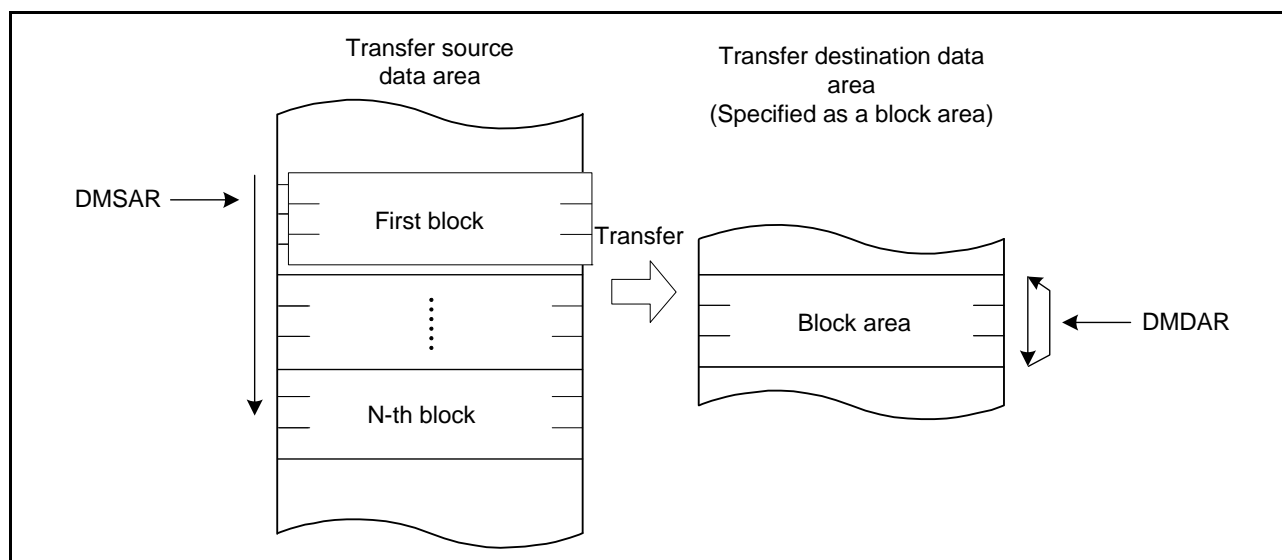 Transfer source
data area
Transfer destination data
area
(Specified as a block area)
DMSAR
First block
Transfer
Block area
DMDAR
N-th block